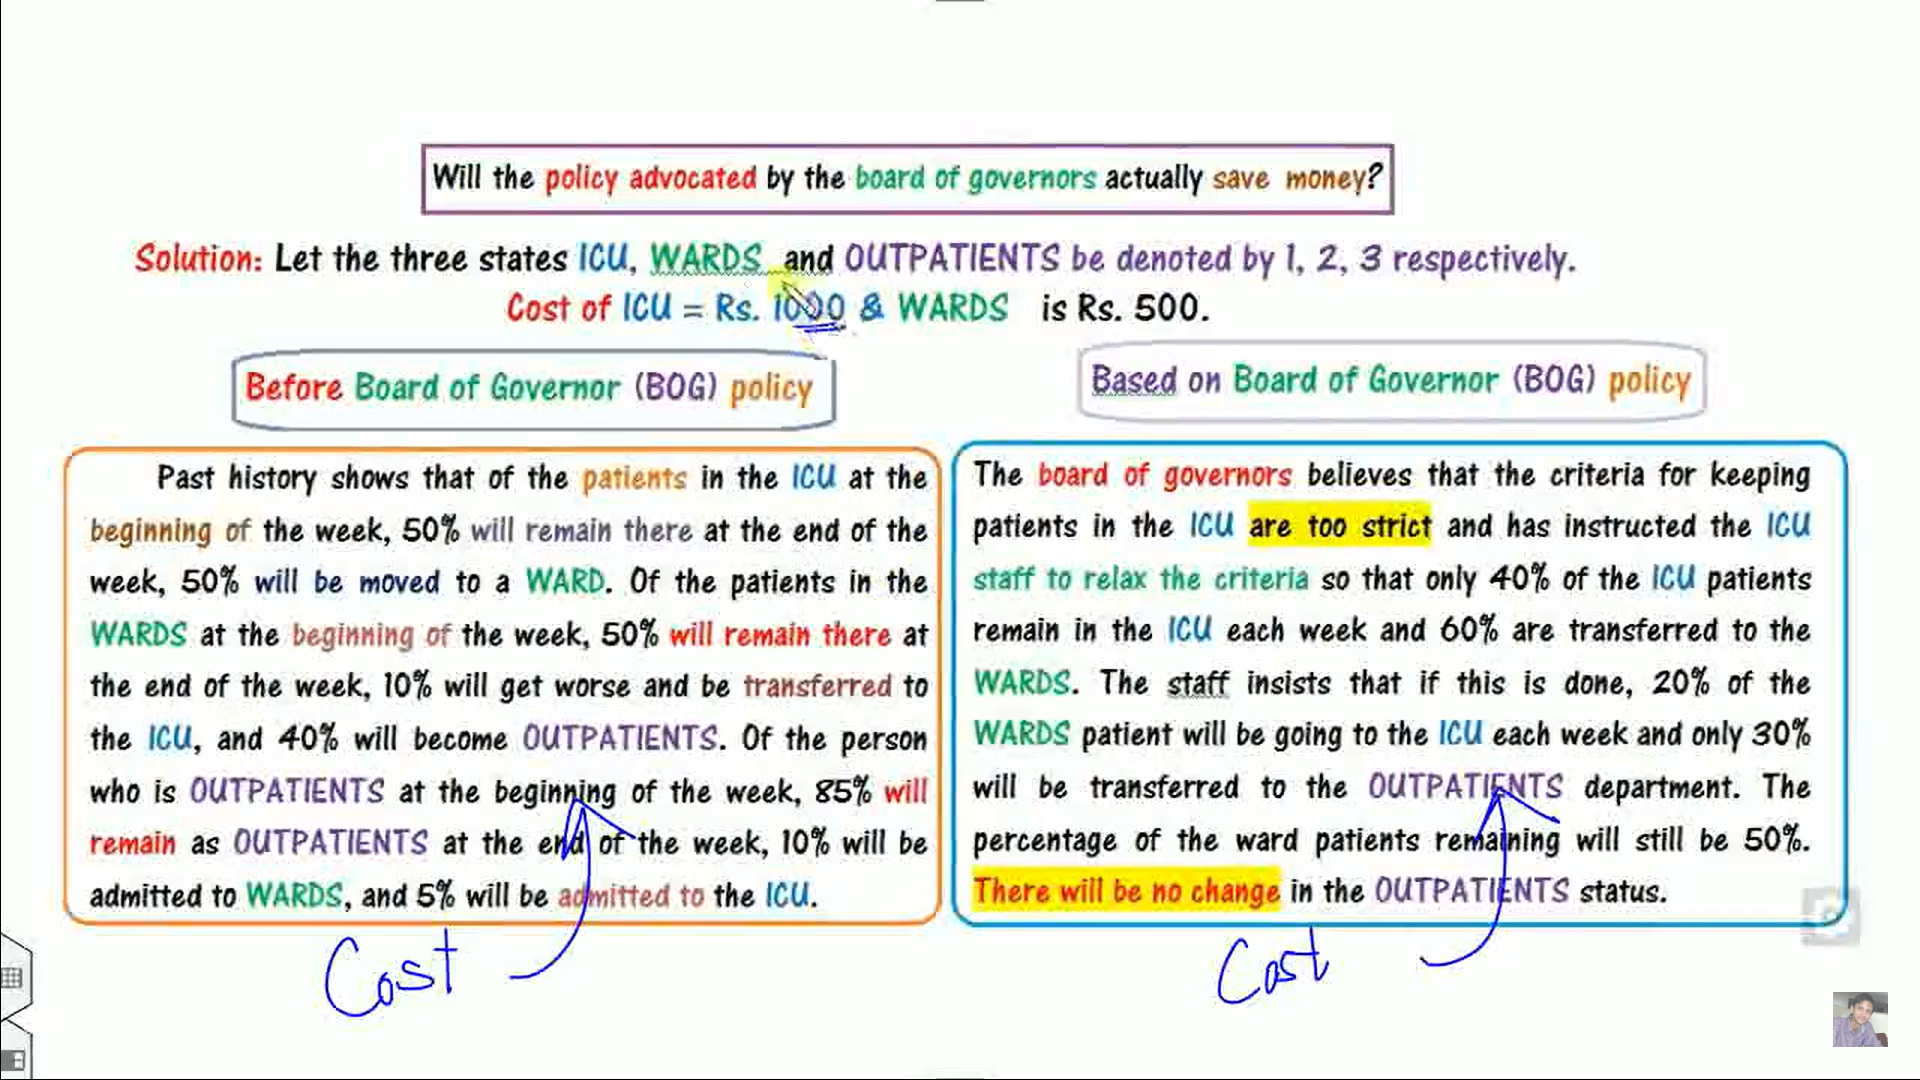 Will the policy advocated by the board of governors actually save money?
Solution: Let the three states ICU, WARDS and OUTPATIENTS be denoted by 1, 2, 3 respectively.
Cost of ICU = Rs. 1000 & WARDS is Rs. 500.
Before Board of Governor (BOG) policy
Past history shows that of the patients in the ICU at the
beginning of the week, 50% will remain there at the end of the
week, 50% will be moved to a WARD. Of the patients in the
WARDS at the beginning of the week, 50% will remain there at
the end of the week, 10% will get worse and be transferred to
the ICU, and 40% will become OUTPATIENTS. Of the person
who is OUTPATIENTS at the beginning of the week, 85% will
remain as OUTPATIENTS at the end of the week, 10% will be
admitted to WARDS, and 5% will be admitted to the ICU.
Cost
Based on Board of Governor (BOG) policy
The board of governors believes that the criteria for keeping
patients in the ICU are too strict and has instructed the ICU
staff to relax the criteria so that only 40% of the ICU patients
remain in the ICU each week and 60% are transferred to the
WARDS. The staff insists that if this is done, 20% of the
WARDS patient will be going to the ICU each week and only 30%
will be transferred to the OUTPATIENTS department. The
percentage of the ward patients remaining will still be 50%.
There will be no change in the OUTPATIENTS status.
Cost